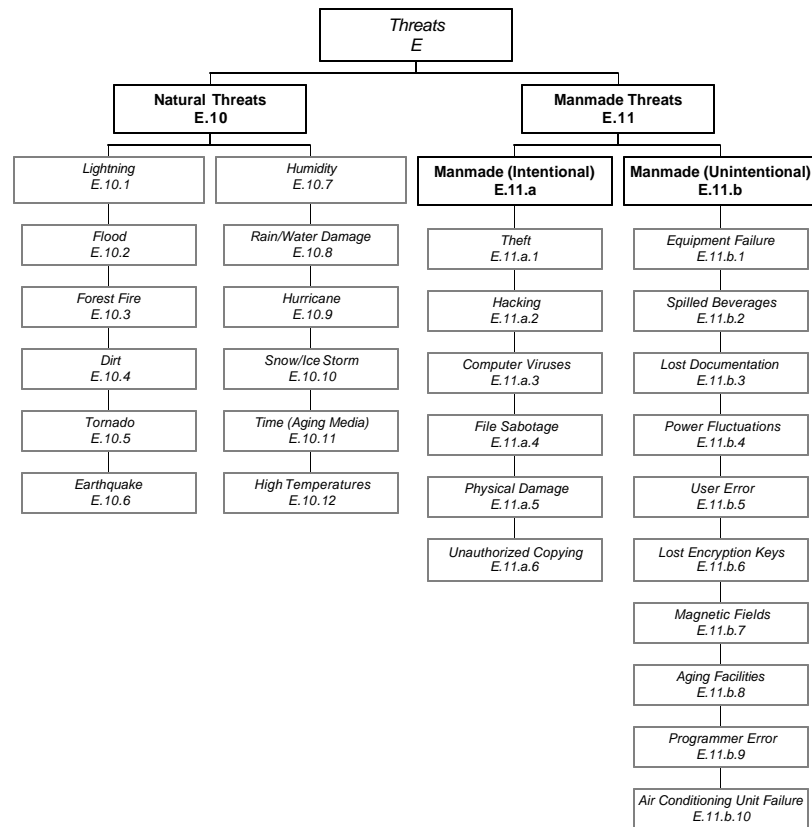 Threats
E
Natural Threats
E.10
Manmade Threats
E.11
Lightning
E.10.1
Flood
E.10.2
Forest Fire
E.10.3
Dirt
E.10.4
Tornado
E.10.5
Earthquake
E.10.6
Humidity
E.10.7
Rain/Water Damage
E.10.8
Hurricane
E.10.9
Snow/Ice Storm
E.10.10
Time (Aging Media)
E.10.11
High Temperatures
E.10.12
Manmade (Intentional)
E.11.a
Theft
E.11.a.1
Hacking
E.11.a.2
Computer Viruses
E.11.a.3
File Sabotage
E.11.a.4
Physical Damage
E.11.a.5
Unauthorized Copying
E.11.a.6
Manmade (Unintentional)
E.11.b
Equipment Failure
E.11.b.1
Spilled Beverages
E.11.b.2
Lost Documentation
E.11.b.3
Power Fluctuations
E.11.b.4
User Error
E.11.b.5
Lost Encryption Keys
E.11.b.6
Magnetic Fields
E.11.b.7
Aging Facilities
E.11.b.8
Programmer Error
E.11.b.9
Air Conditioning Unit Failure
E.11.b.10